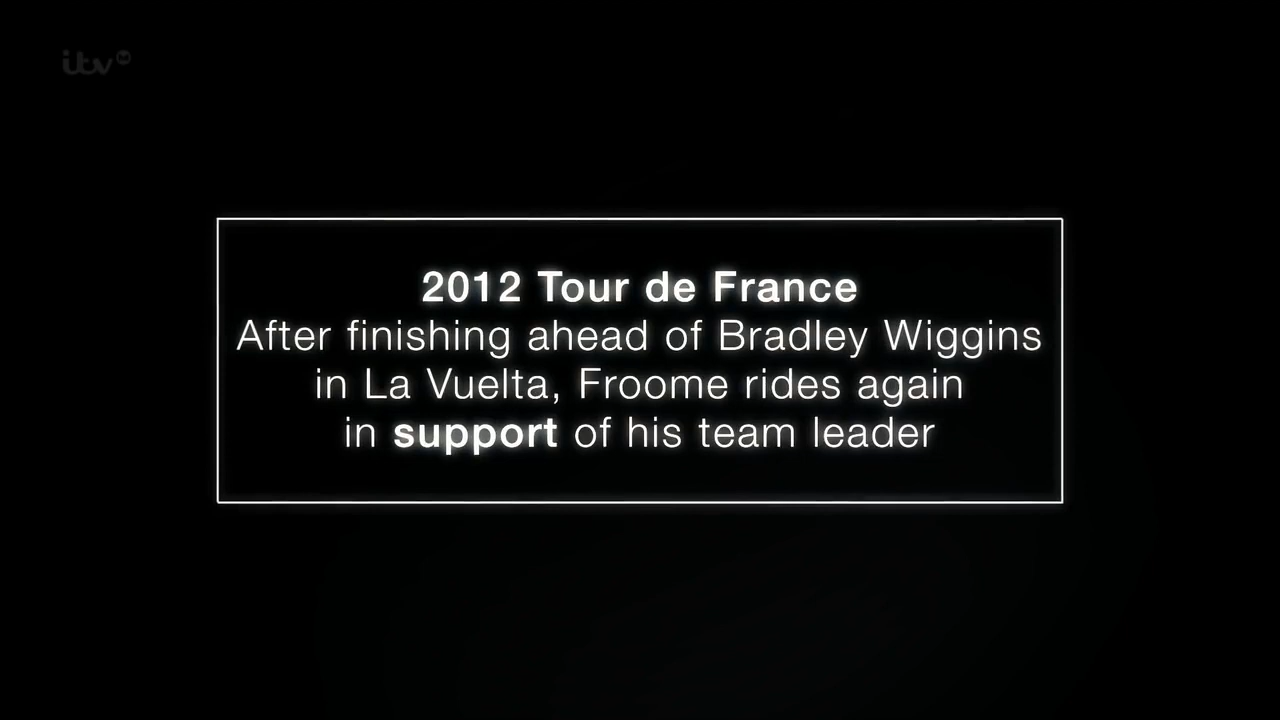 itv
2012 Tour de France
After finishing ahead of Bradley Wiggins
in La Vuelta, Froome rides again
in support of his team leader